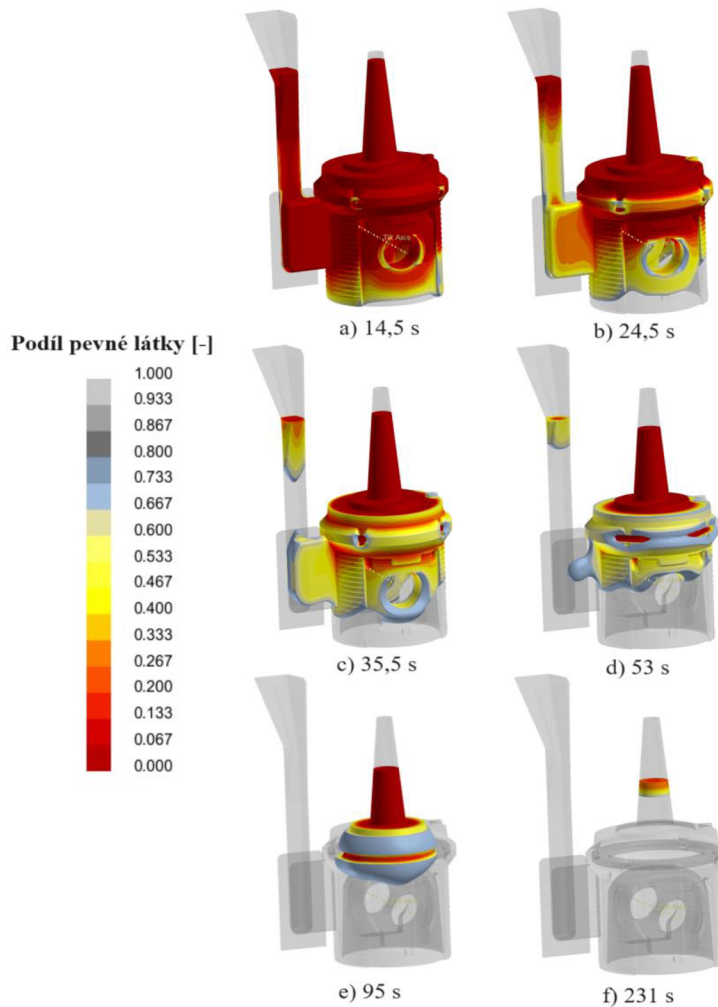 Tilt Axis
a) 14,5 s
b) 24,5 s
Podíl pevné látky [-]
1.000
0.933
0.867
0.800
0.733
0.667
0.600
0.533
0.467
0.400
0.333
0.267
0.200
0.133
0.067
0.000
c) 35,5 s
d) 53 s
e) 95 s
f) 231 s